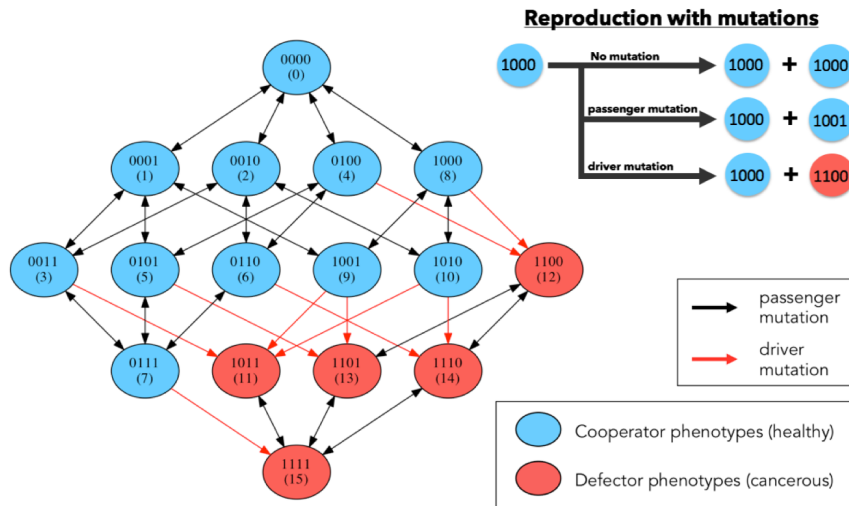 Reproduction with mutations
1000
No mutation
1000 + 1000
passenger mutation
1000 + 1001
driver mutation
1000 + 1100
0000
(0)
0001
(1)
0010
(2)
0100
(4)
1000
(8)
0011
(3)
0101
(5)
0110
(6)
1001
(9)
1010
(10)
1100
(12)
0111
(7)
1011
(11)
1101
(13)
1110
(14)
1111
(15)
passenger
mutation
driver
mutation
Cooperator phenotypes (healthy)
Defector phenotypes (cancerous)